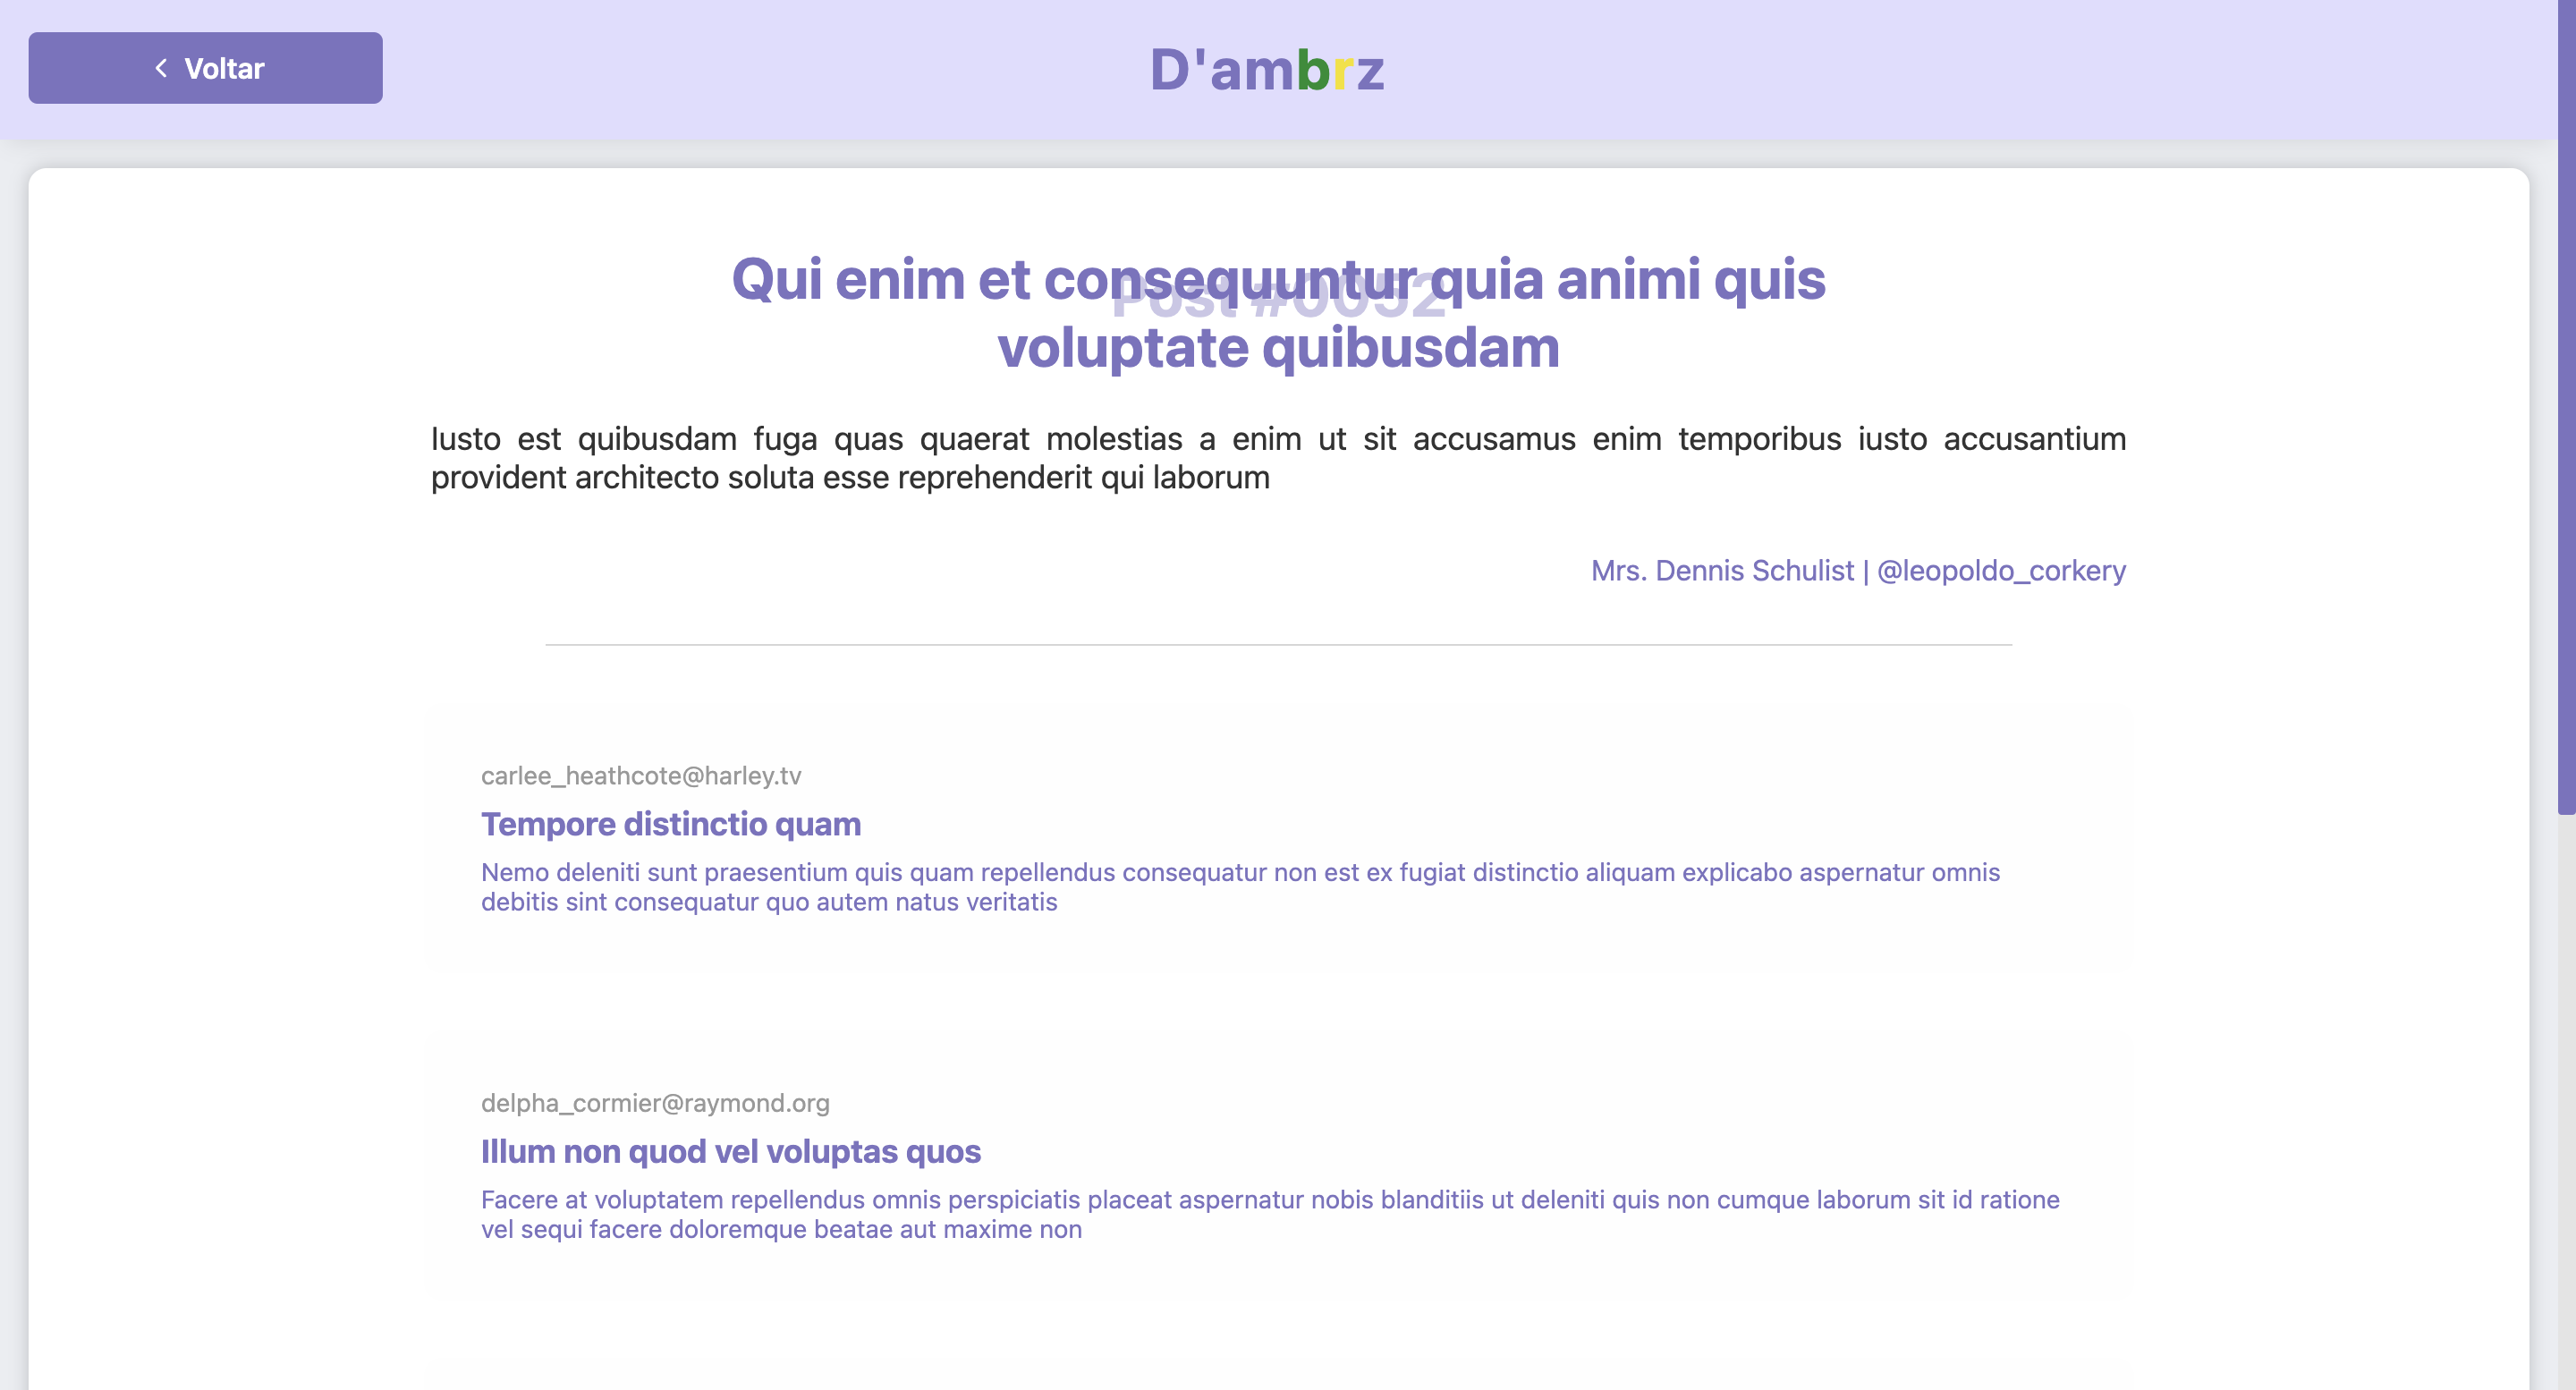 Voltar
D'ambrz
Post #0052
Qui enim et consequuntur quia animi quis
voluptate quibusdam
Iusto est quibusdam fuga quas quaerat molestias a enim ut sit accusamus enim temporibus iusto accusantium
provident architecto soluta esse reprehenderit qui laborum
Mrs. Dennis Schulist | @leopoldo_corkery
carlee_heathcote@harley.tv
Tempore distinctio quam
Nemo deleniti sunt praesentium quis quam repellendus consequatur non est ex fugiat distinctio aliquam explicabo aspernatur omnis
debitis sint consequatur quo autem natus veritatis
delpha_cormier@raymond.org
Illum non quod vel voluptas quos
Facere at voluptatem repellendus omnis perspiciatis placeat aspernatur nobis blanditiis ut deleniti quis non cumque laborum sit id ratione
vel sequi facere doloremque beatae aut maxime non